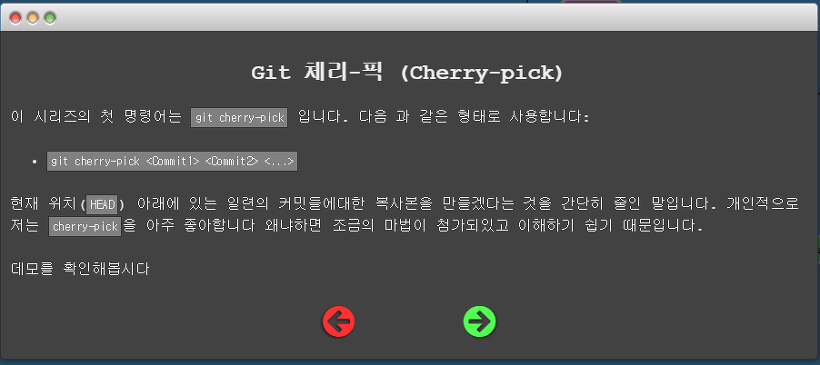 Git 체리-픽 (Cherry-pick)
이 시리즈의 첫 명령어는 git cherry-pick 입니다. 다음 과 같은 형태로 사용합니다:
• git cherry-pick <Commit1> <Commit2> <...>
현재 위치(HEAD) 아래에 있는 일련의 커밋들에대한 복사본을 만들겠다는 것을 간단히 줄인 말입니다. 개인적으로
저는 cherry-pick을 아주 좋아합니다 왜냐하면 조금의 마법이 첨가되있고 이해하기 쉽기 때문입니다.
데모를 확인해봅시다